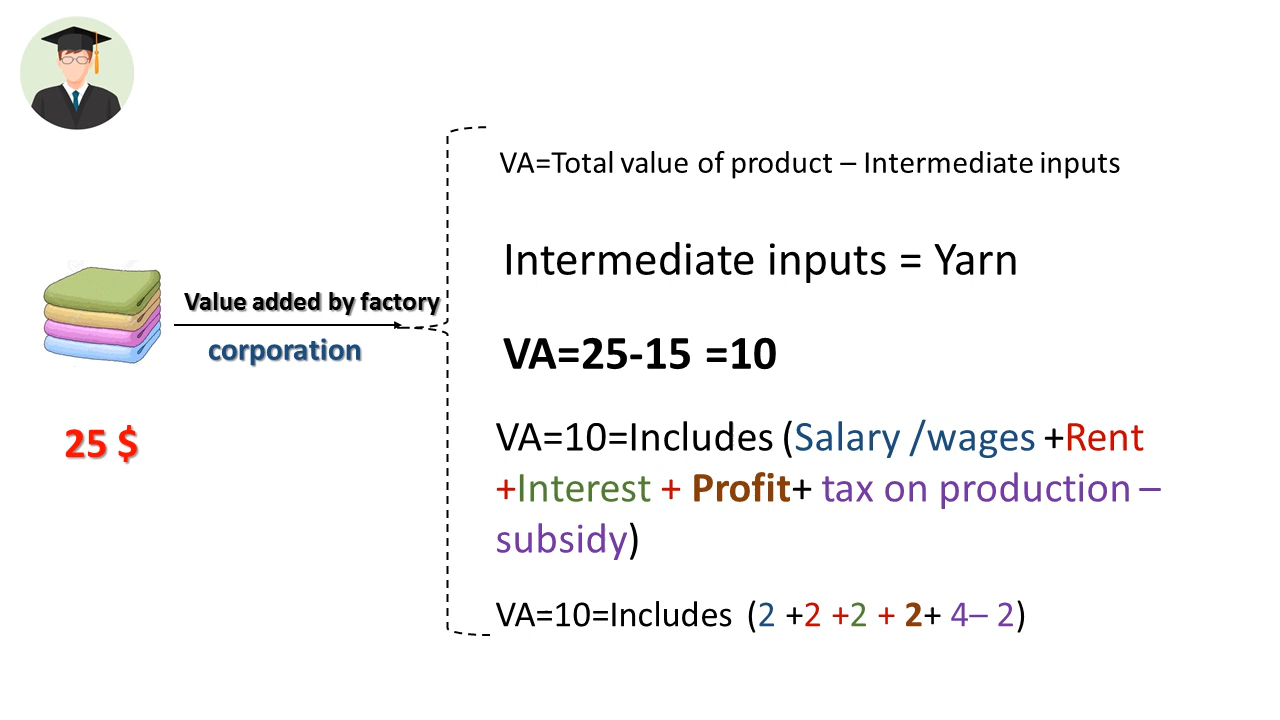 VA=Total value of product – Intermediate inputs
Intermediate inputs = Yarn
Value added by factory
corporation
VA=25-15 =10
25 $
VA=10=Includes (Salary /wages +Rent
+Interest + Profit+ tax on production –
subsidy)
VA=10=Includes (2 +2 +2 + 2+ 4– 2)